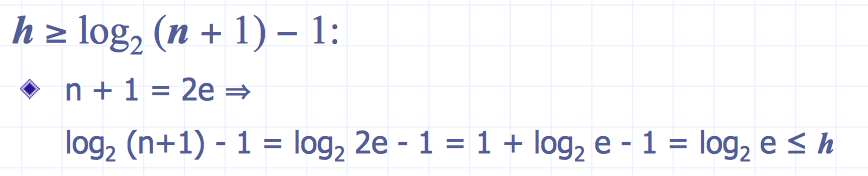 h ≥ log₂ (n + 1) − 1:
n + 1 = 2e ⇒
log₂ (n+1) - 1 = log₂ 2e - 1 = 1 + log₂ e - 1 = log₂ e ≤ h